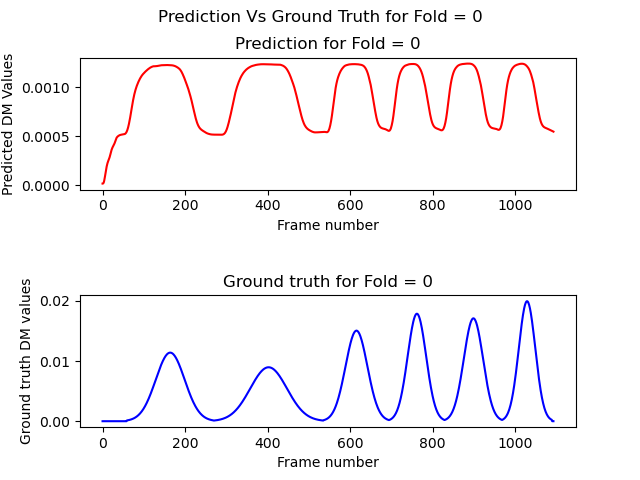 Prediction Vs Ground Truth for Fold = 0
Prediction for Fold = 0
Predicted DM Values
0.0010
0.0005
0.0000
0 200 400 600 800 1000
Frame number
Ground truth for Fold = 0
Ground truth DM values
0.02
0.01
0.00
0 200 400 600 800 1000
Frame number